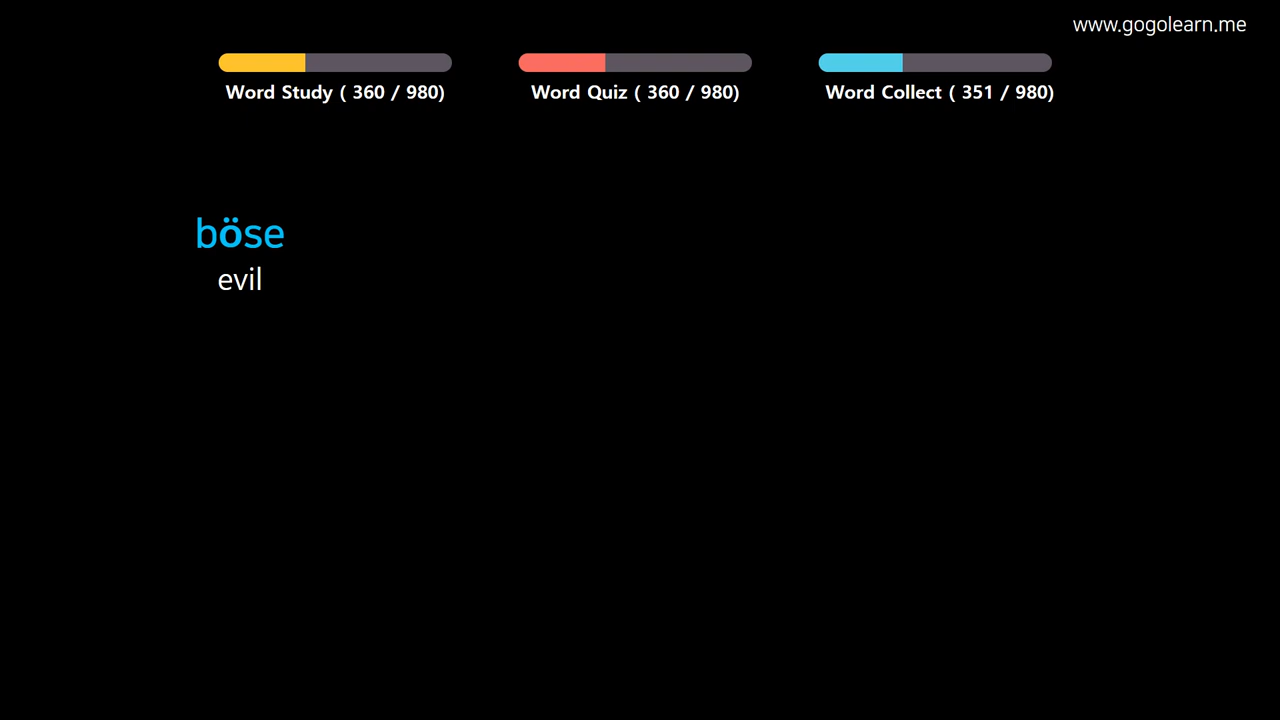 www.gogolearn.me
Word Study ( 360 / 980)
Word Quiz ( 360 / 980)
Word Collect ( 351 / 980)
böse
evil